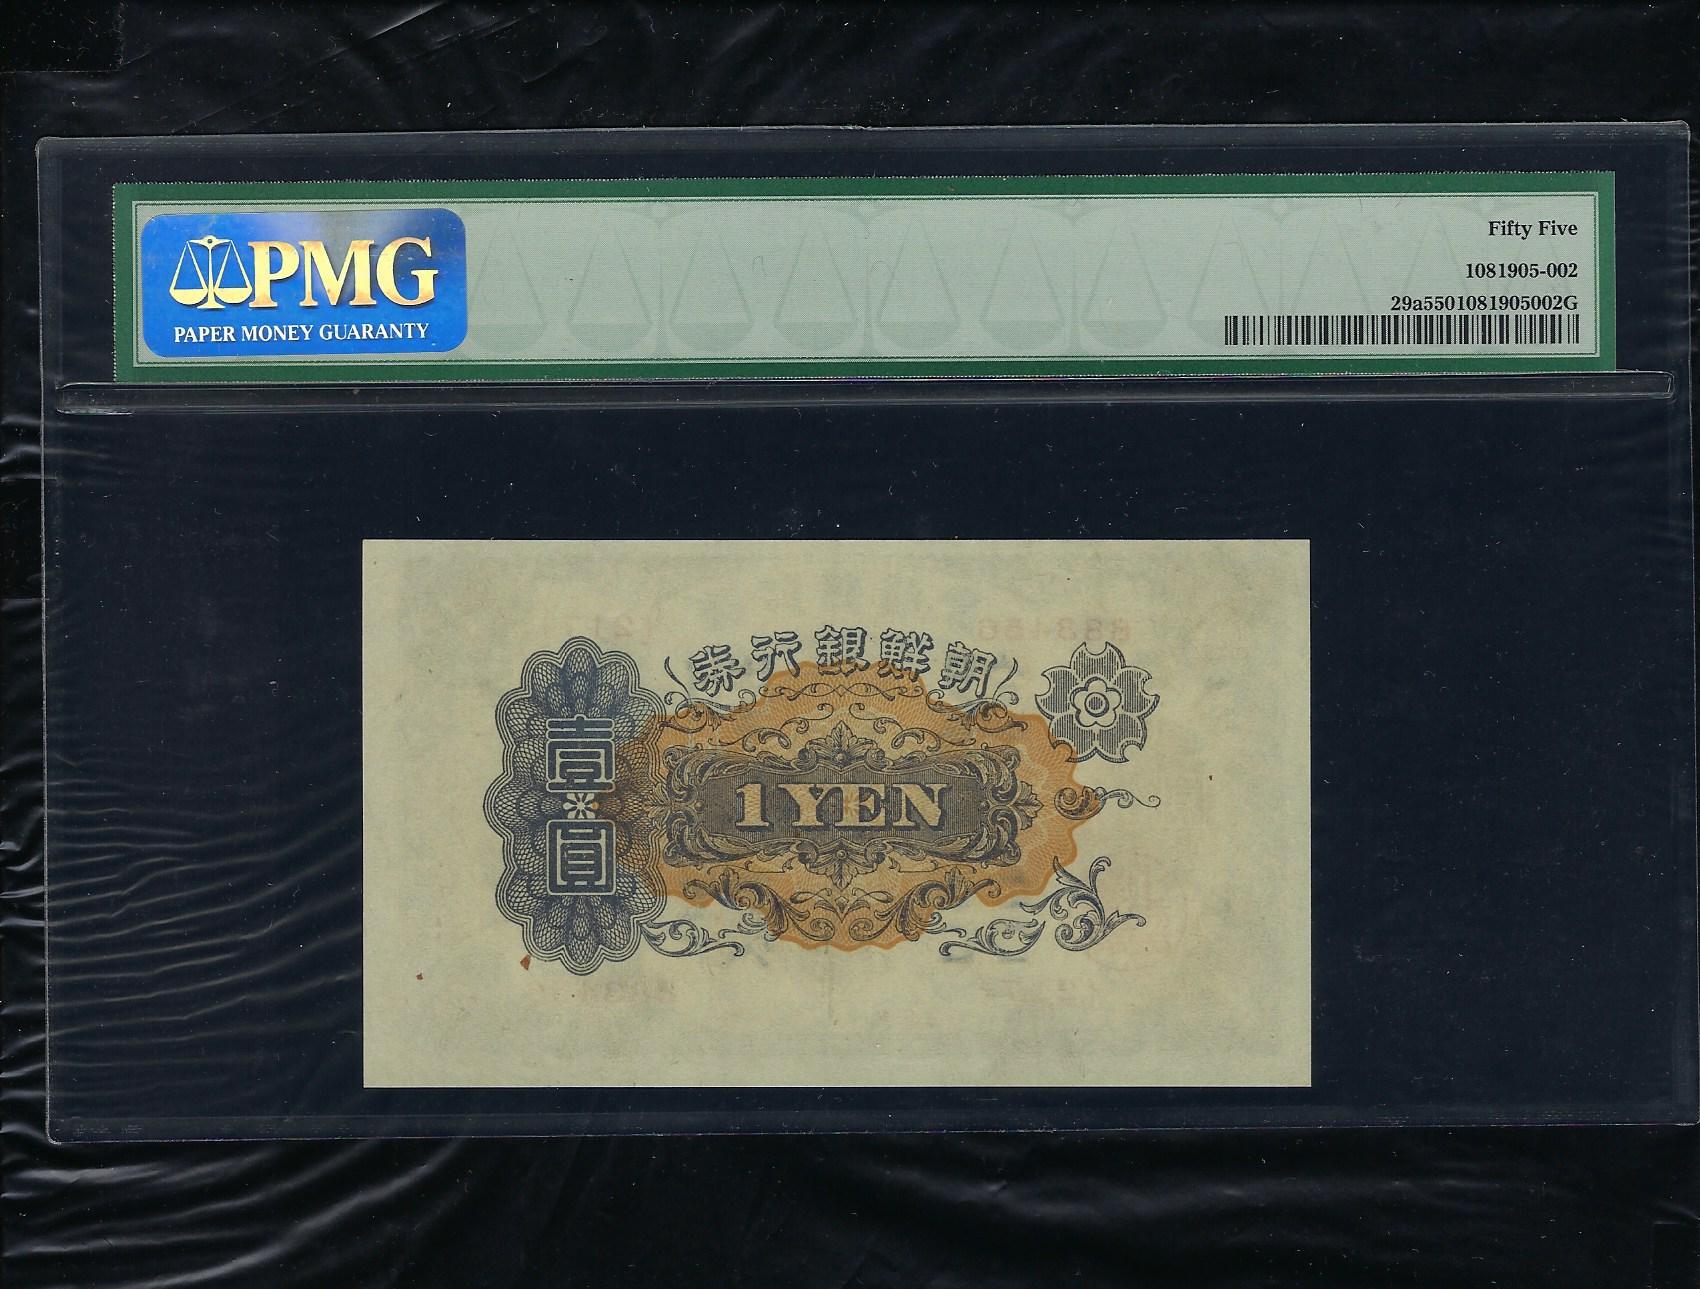 PMG
PAPER MONEY GUARANTY
Fifty Five
1081905-002
29a5501081905002G
券行銀鮮朝
壹圓
1 YEN